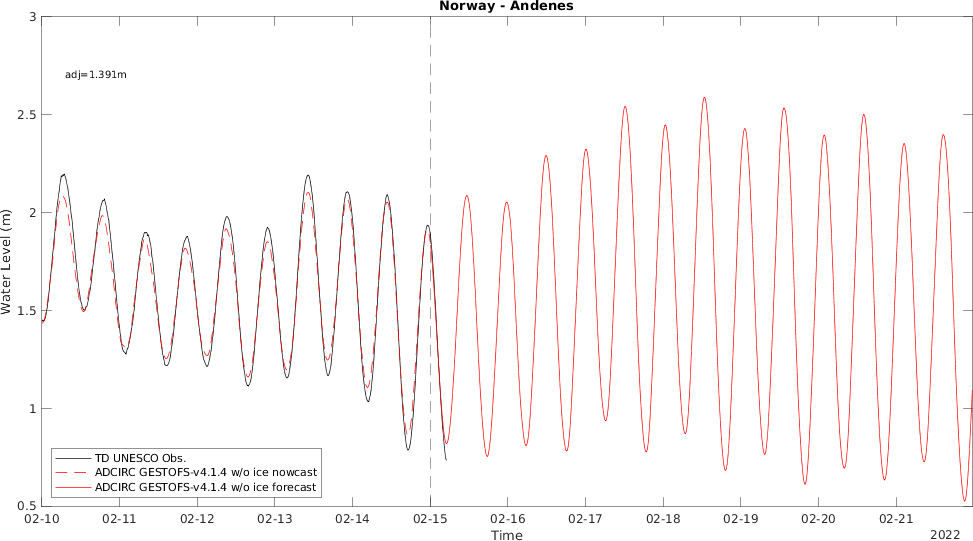 Norway - Andenes
3
adj=1.391m
2.5
2
Water Level (m)
1.5
1
TD UNESCO Obs.
ADCIRC GESTOFS-v4.1.4 w/o ice nowcast
ADCIRC GESTOFS-v4.1.4 w/o ice forecast
0.5
02-10 02-11 02-12 02-13 02-14 02-15 02-16 02-17 02-18 02-19 02-20 02-21
Time
2022